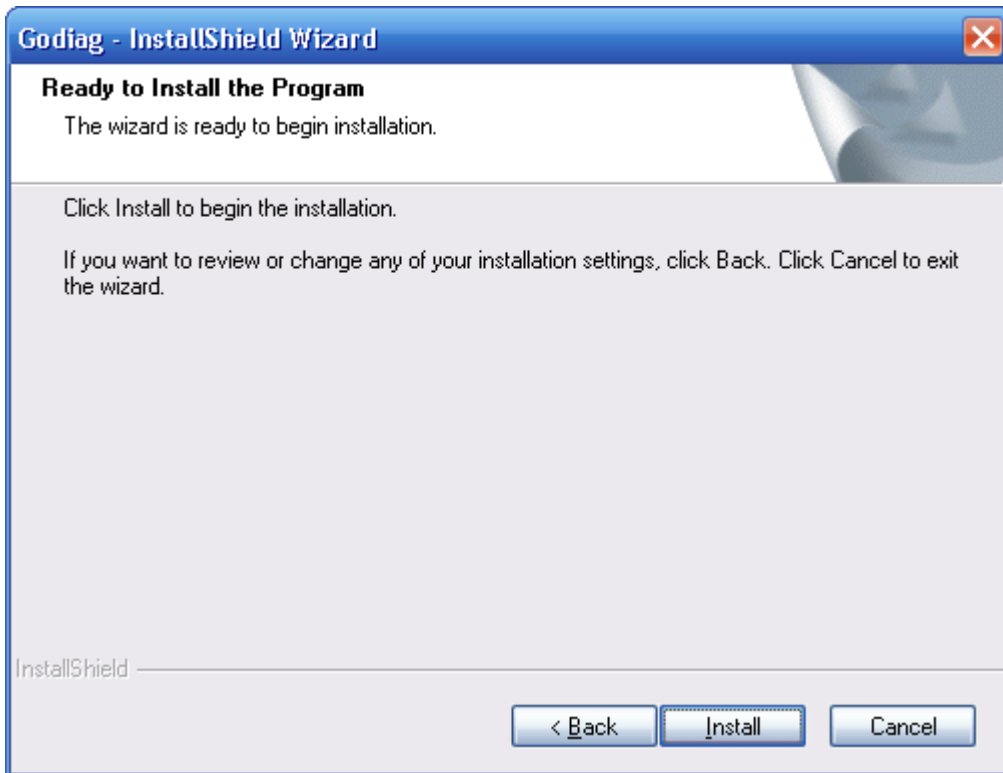 Godiag - InstallShield Wizard
Ready to Install the Program
The wizard is ready to begin installation.
Click Install to begin the installation.
If you want to review or change any of your installation settings, click Back. Click Cancel to exit
the wizard.
InstallShield
< Back Install Cancel